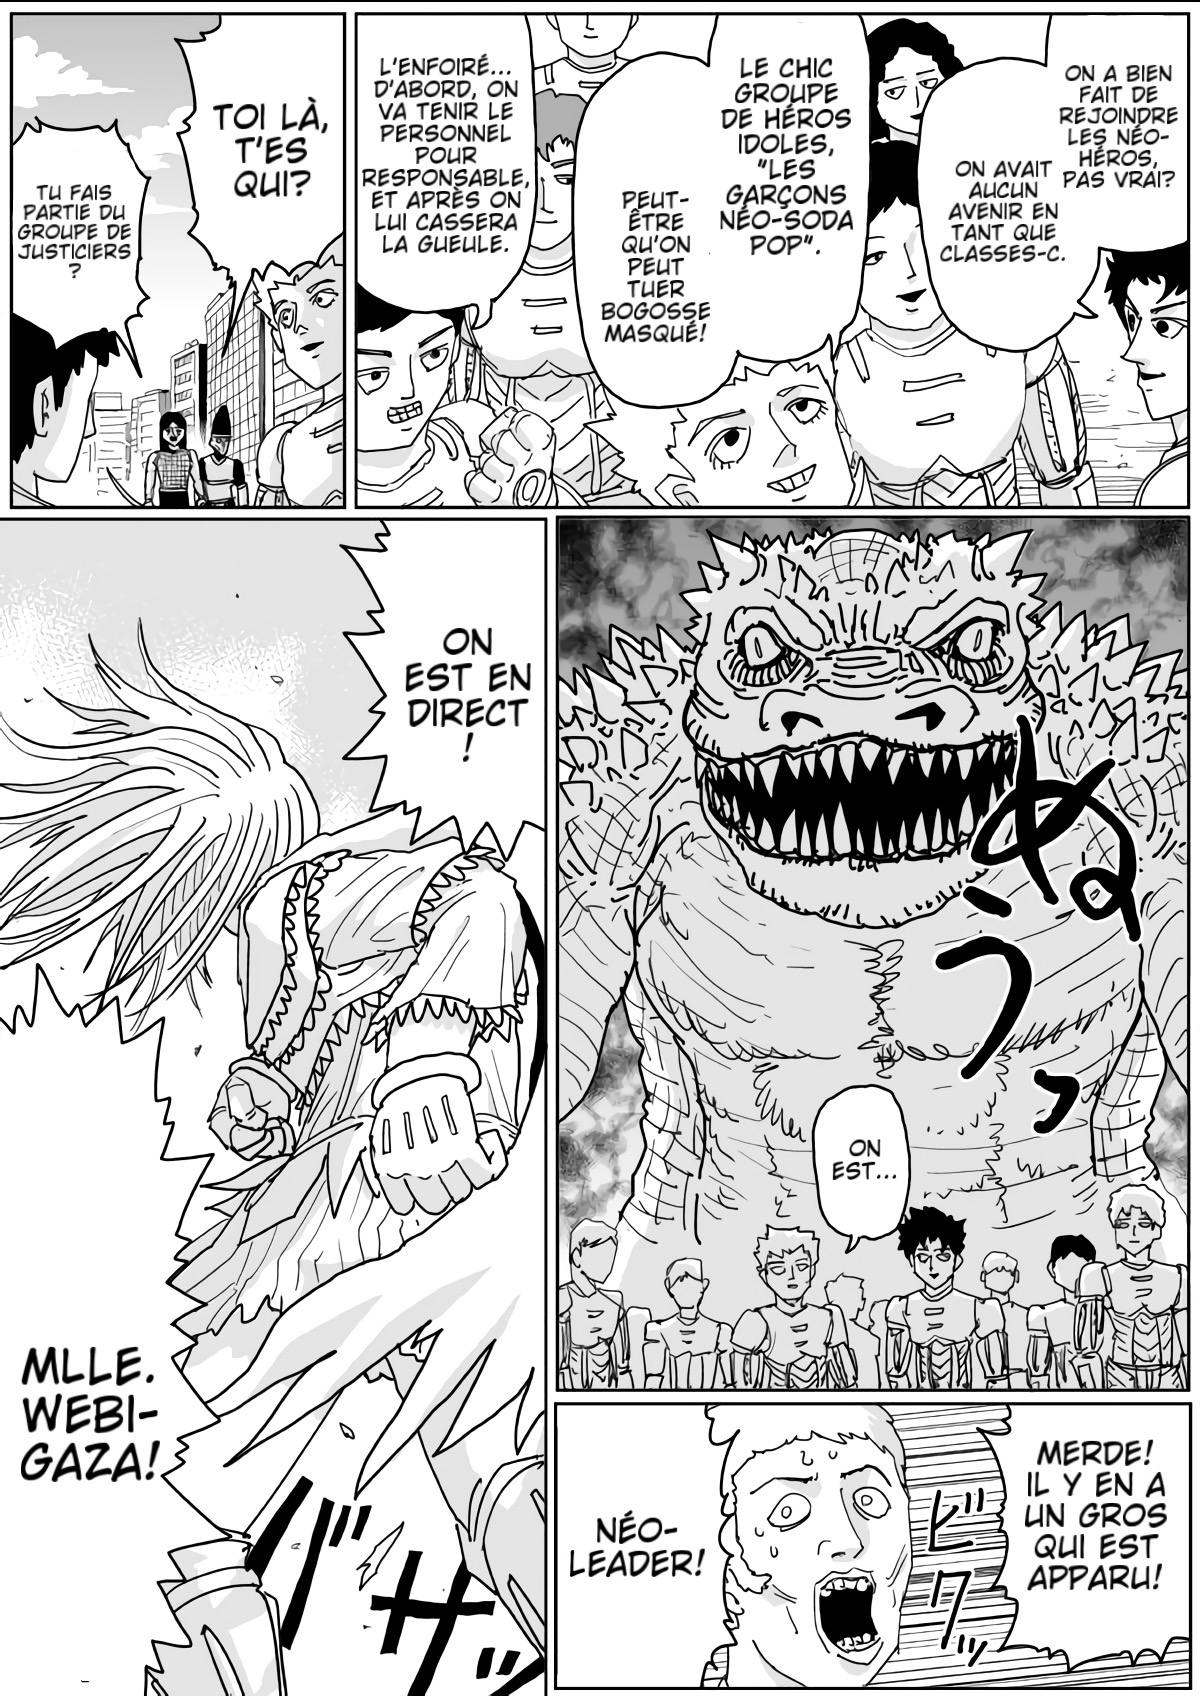 ON A BIEN
FAIT DE
REJOINDRE
LES NÉO-
HÉROS,
PAS VRAI?
ON AVAIT
AUCUN
AVENIR EN
TANT QUE
CLASSES-C.
LE CHIC
GROUPE
DE HÉROS
IDOLES,
"LES
GARÇONS
NÉO-SODA
POP".
PEUT-
ÊTRE
QU'ON
PEUT
TUER
BOGOSSE
MASQUÉ!
L'ENFOIRÉ...
D'ABORD, ON
VA TENIR LE
PERSONNEL
POUR
RESPONSABLE,
ET APRÈS ON
LUI CASSERA
LA GUEULE.
TOI LÀ,
T'ES
QUI?
TU FAIS
PARTIE DU
GROUPE DE
JUSTICIERS
?
ぬうっ
ON
EST...
ON
EST EN
DIRECT
!
MLLE.
WEBI-
GAZA!
バサッ
MERDE!
IL Y EN A
UN GROS
QUI EST
APPARU!
ビクッ
NÉO-
LEADER!